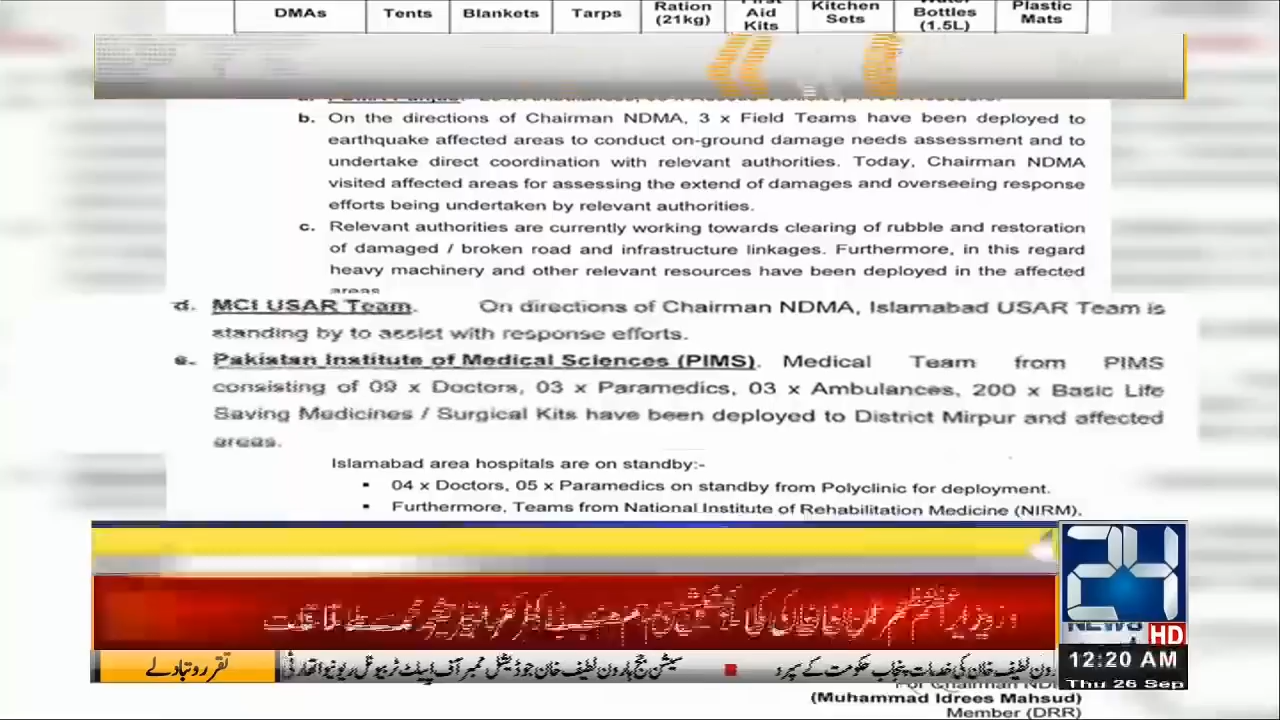 DMAs Tents Blankets Tarps Ration (21kg) First Aid Kits Kitchen Sets Water Bottles (1.5L) Plastic Mats
b. On the directions of Chairman NDMA, 3 x Field Teams have been deployed to
earthquake affected areas to conduct on-ground damage needs assessment and to
undertake direct coordination with relevant authorities. Today, Chairman NDMA
visited affected areas for assessing the extend of damages and overseeing response
efforts being undertaken by relevant authorities.
c. Relevant authorities are currently working towards clearing of rubble and restoration
of damaged / broken road and infrastructure linkages. Furthermore, in this regard
heavy machinery and other relevant resources have been deployed in the affected
areas
d. MCI USAR Team. On directions of Chairman NDMA, Islamabad USAR Team is
standing by to assist with response efforts.
e. Pakistan Institute of Medical Sciences (PIMS). Medical Team from PIMS
consisting of 09 x Doctors, 03 x Paramedics, 03 x Ambulances, 200 x Basic Life
Saving Medicines / Surgical Kits have been deployed to District Mirpur and affected
areas.
Islamabad area hospitals are on standby:-
▪ 04 x Doctors, 05 x Paramedics on standby from Polyclinic for deployment.
▪ Furthermore, Teams from National Institute of Rehabilitation Medicine (NIRM).
24
NEWS
HD
12:20 AM
Thu 26 Sep
تقرر و تبادلے
سیشن جج ہارون لطیف خان جوڈیشل ممبر آف اپیلٹ ٹربیونل ریونیو اتھارٹی
ہارون لطیف خان کی خدمات پنجاب حکومت کے سپرد
For Chairman NDMA
(Muhammad Idrees Mahsud)
Member (DRR)